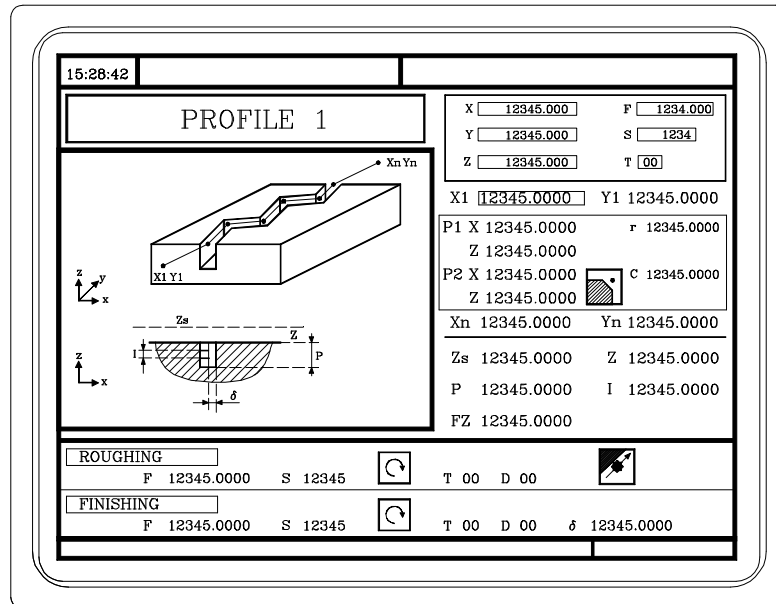 15:28:42
PROFILE 1
X 12345.000 F 1234.000
Y 12345.000 S 1234
Z 12345.000 T 00
Xn Yn
X1 Y1
z
y
x
Zs
Z
I
P
z
x
δ
X1 12345.0000 Y1 12345.0000
P1 X 12345.0000 r 12345.0000
Z 12345.0000
P2 X 12345.0000 C 12345.0000
Z 12345.0000
Xn 12345.0000 Yn 12345.0000
Zs 12345.0000 Z 12345.0000
P 12345.0000 I 12345.0000
FZ 12345.0000
ROUGHING
F 12345.0000 S 12345 T 00 D 00
FINISHING
F 12345.0000 S 12345 T 00 D 00 δ 12345.0000